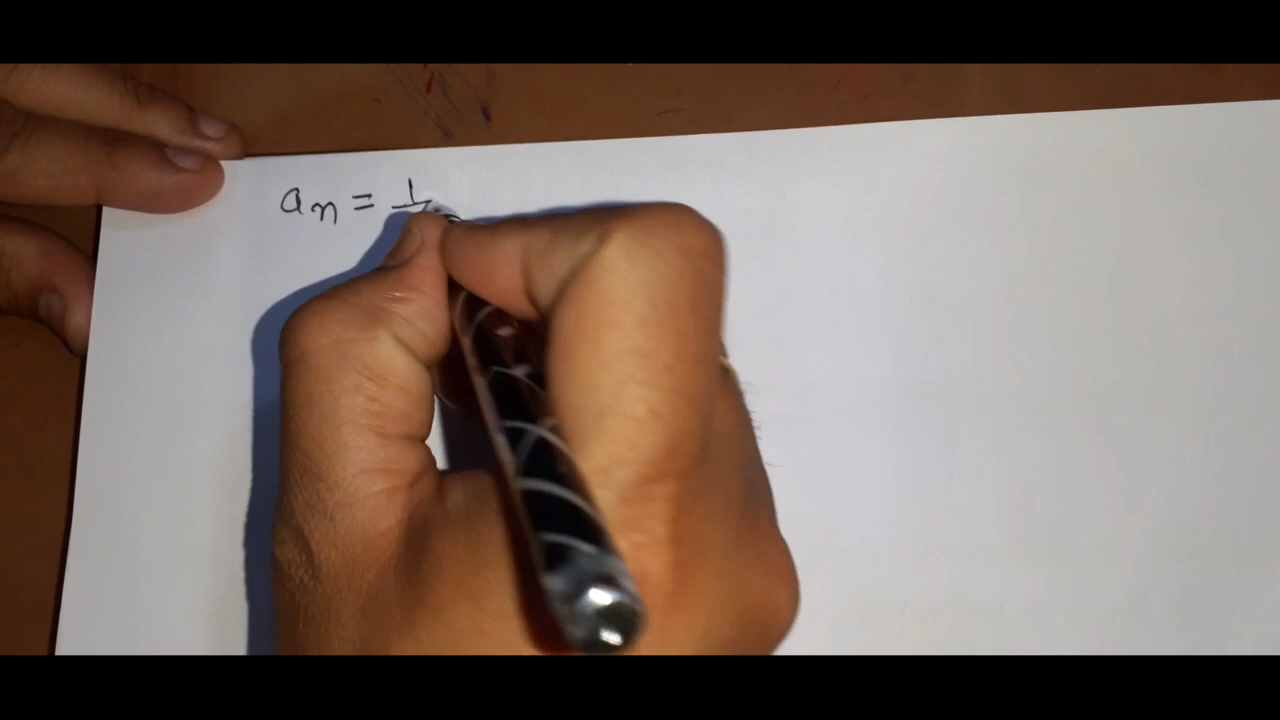 an = 1/